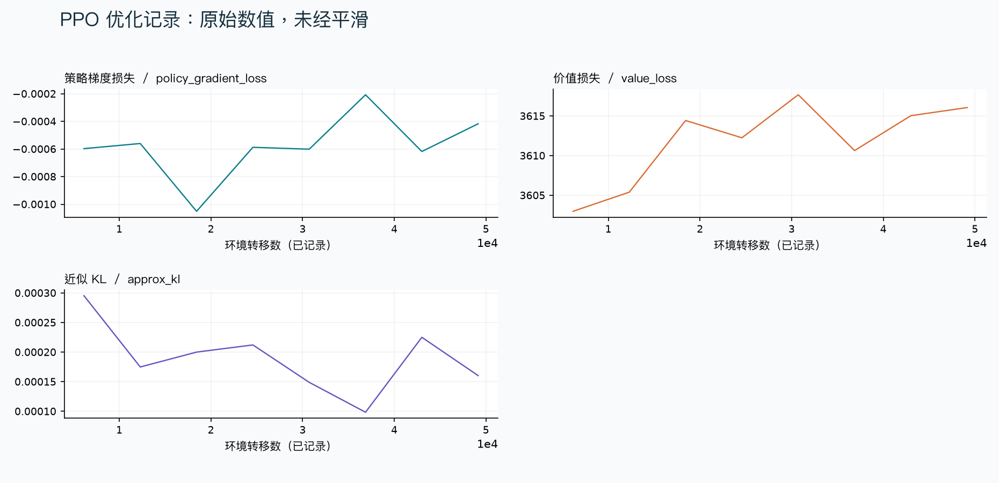 PPO 优化记录：原始数值，未经平滑
策略梯度损失 / policy_gradient_loss
−0.0002
−0.0004
−0.0006
−0.0008
−0.0010
1 2 3 4 5
环境转移数（已记录）
1e4
价值损失 / value_loss
3615
3610
3605
1 2 3 4 5
环境转移数（已记录）
1e4
近似 KL / approx_kl
0.00030
0.00025
0.00020
0.00015
0.00010
1 2 3 4 5
环境转移数（已记录）
1e4